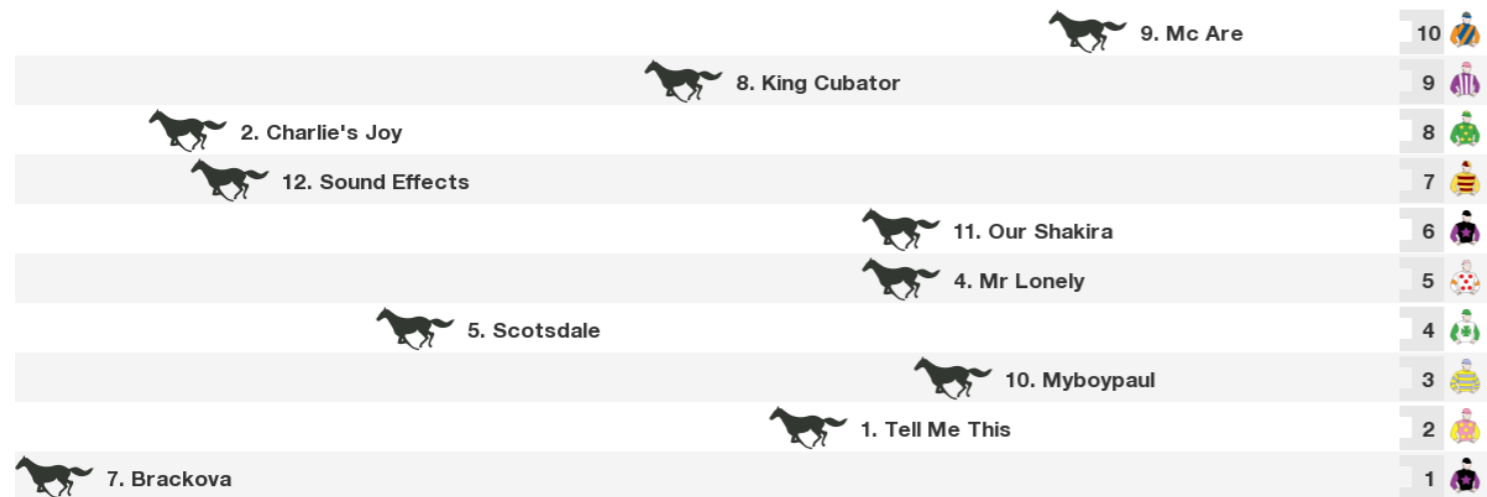 9. Mc Are 10
8. King Cubator 9
2. Charlie's Joy 8
12. Sound Effects 7
11. Our Shakira 6
4. Mr Lonely 5
5. Scotsdale 4
10. Myboypaul 3
1. Tell Me This 2
7. Brackova 1